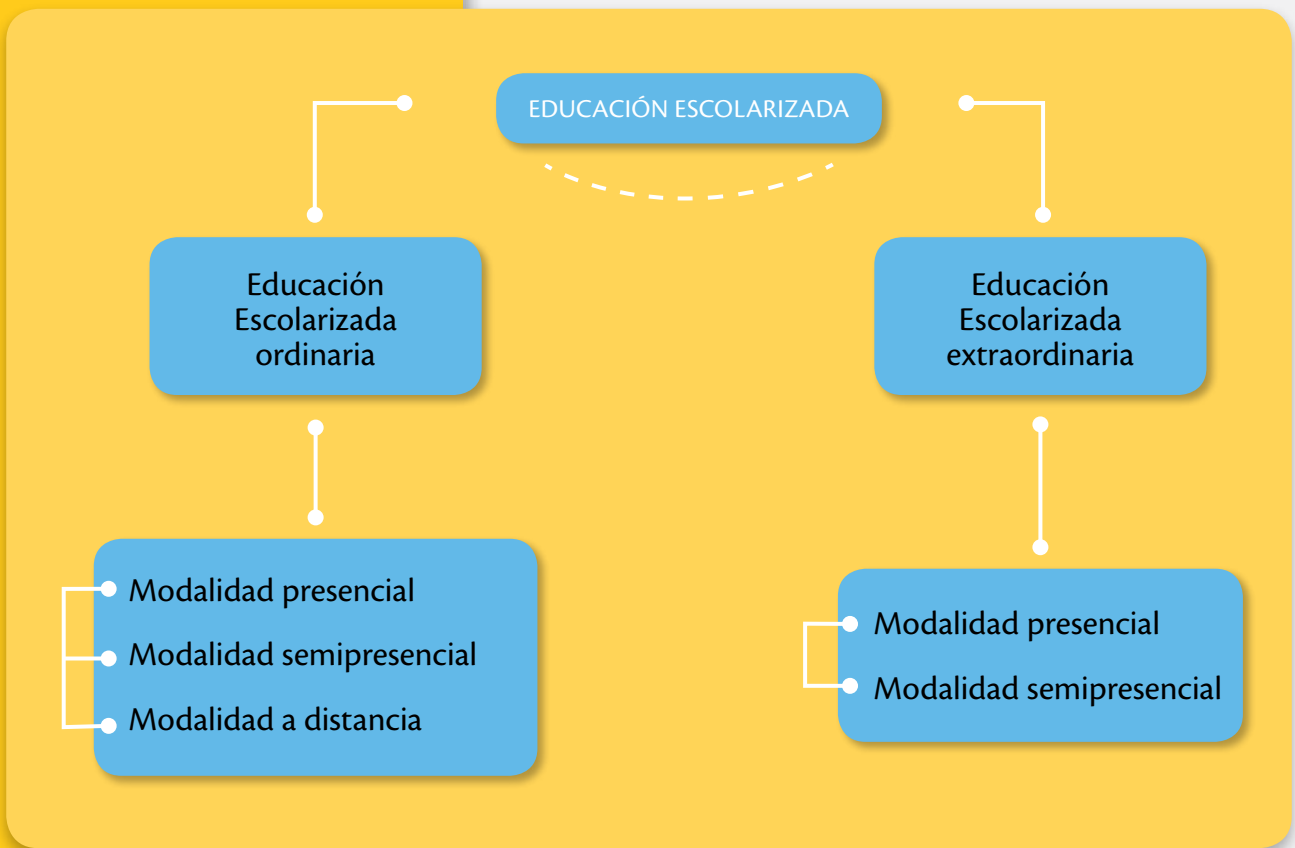 EDUCACIÓN ESCOLARIZADA
Educación
Escolarizada
ordinaria
Educación
Escolarizada
extraordinaria
Modalidad presencial
Modalidad semipresencial
Modalidad a distancia
Modalidad presencial
Modalidad semipresencial